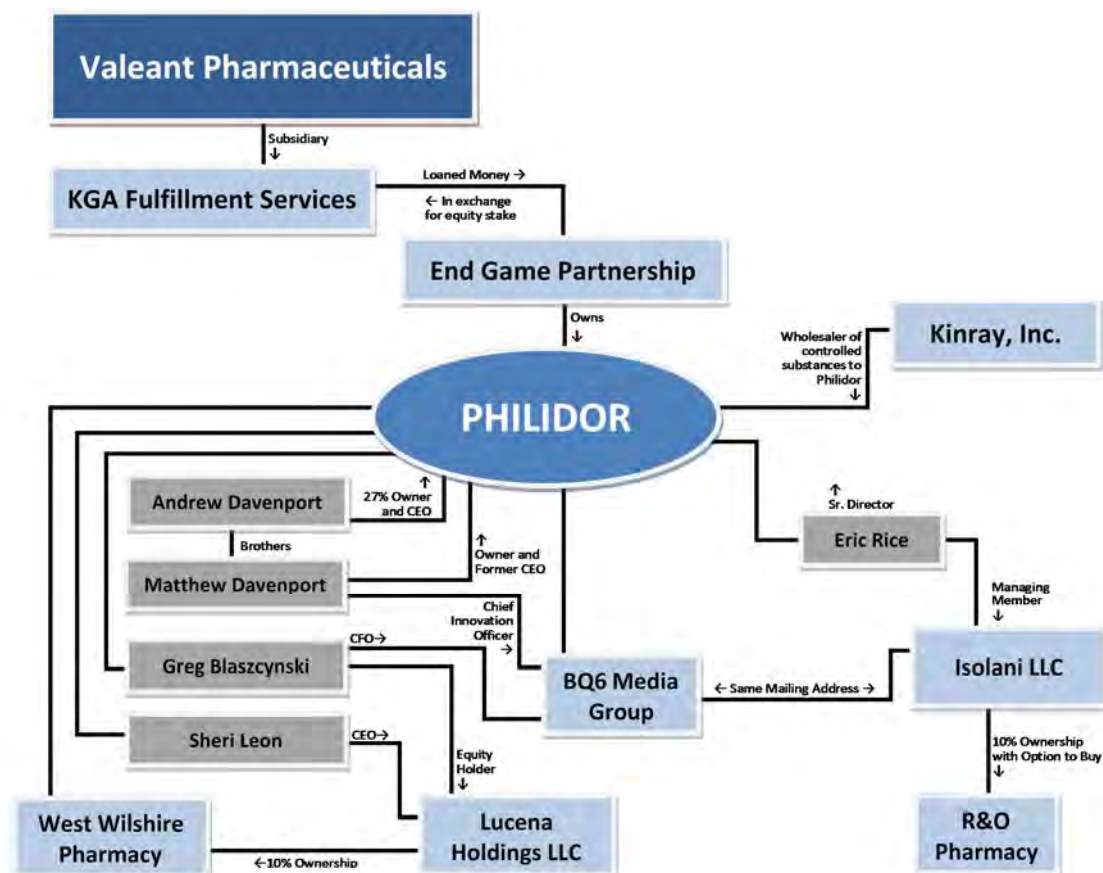 Valeant Pharmaceuticals
Subsidiary
↓
KGA Fulfillment Services
Loaned Money →
← In exchange
for equity stake
End Game Partnership
Owns
↓
Kinray, Inc.
Wholesaler of
controlled
substances to
Philidor
↓
PHILIDOR
Andrew Davenport
↑
27% Owner
and CEO
Brothers
Matthew Davenport
↑
Owner and
Former CEO
↑
Sr. Director
Eric Rice
Managing
Member
↓
Chief
Innovation
Officer
→
Greg Blaszcynski
CFO→
BQ6 Media
Group
← Same Mailing Address →
Isolani LLC
Sheri Leon
CEO→
Equity
Holder
↓
10% Ownership
with Option to Buy
↓
West Wilshire
Pharmacy
←10% Ownership
Lucena
Holdings LLC
R&O
Pharmacy